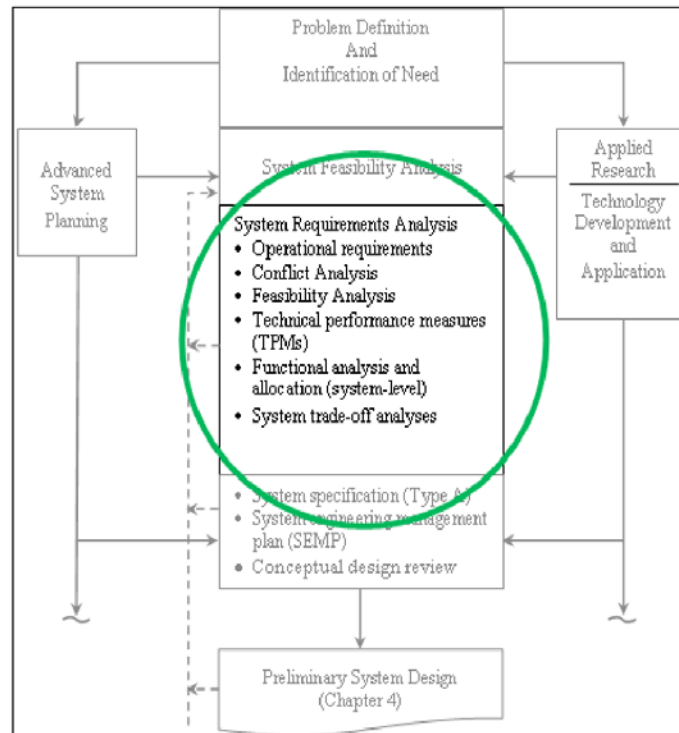 Problem Definition
And
Identification of Need
Advanced
System
Planning
System Feasibility Analysis
Applied
Research
Technology
Development
and
Application
System Requirements Analysis
• Operational requirements
• Conflict Analysis
• Feasibility Analysis
• Technical performance measures
(TPMs)
• Functional analysis and
allocation (system-level)
• System trade-off analyses
• System specification (Type A)
• System engineering management
plan (SEMP)
• Conceptual design review
Preliminary System Design
(Chapter 4)